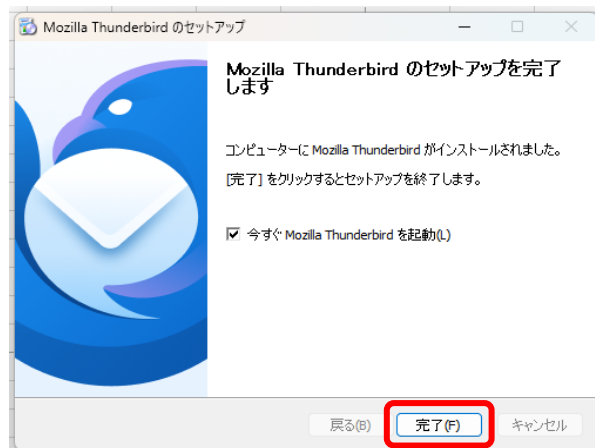 Mozilla Thunderbird のセットアップ
Mozilla Thunderbird のセットアップを完了
します
コンピューターに Mozilla Thunderbird がインストールされました。
[完了] をクリックするとセットアップを終了します。
今すぐ Mozilla Thunderbird を起動(L)
戻る(B) 完了(F) キャンセル